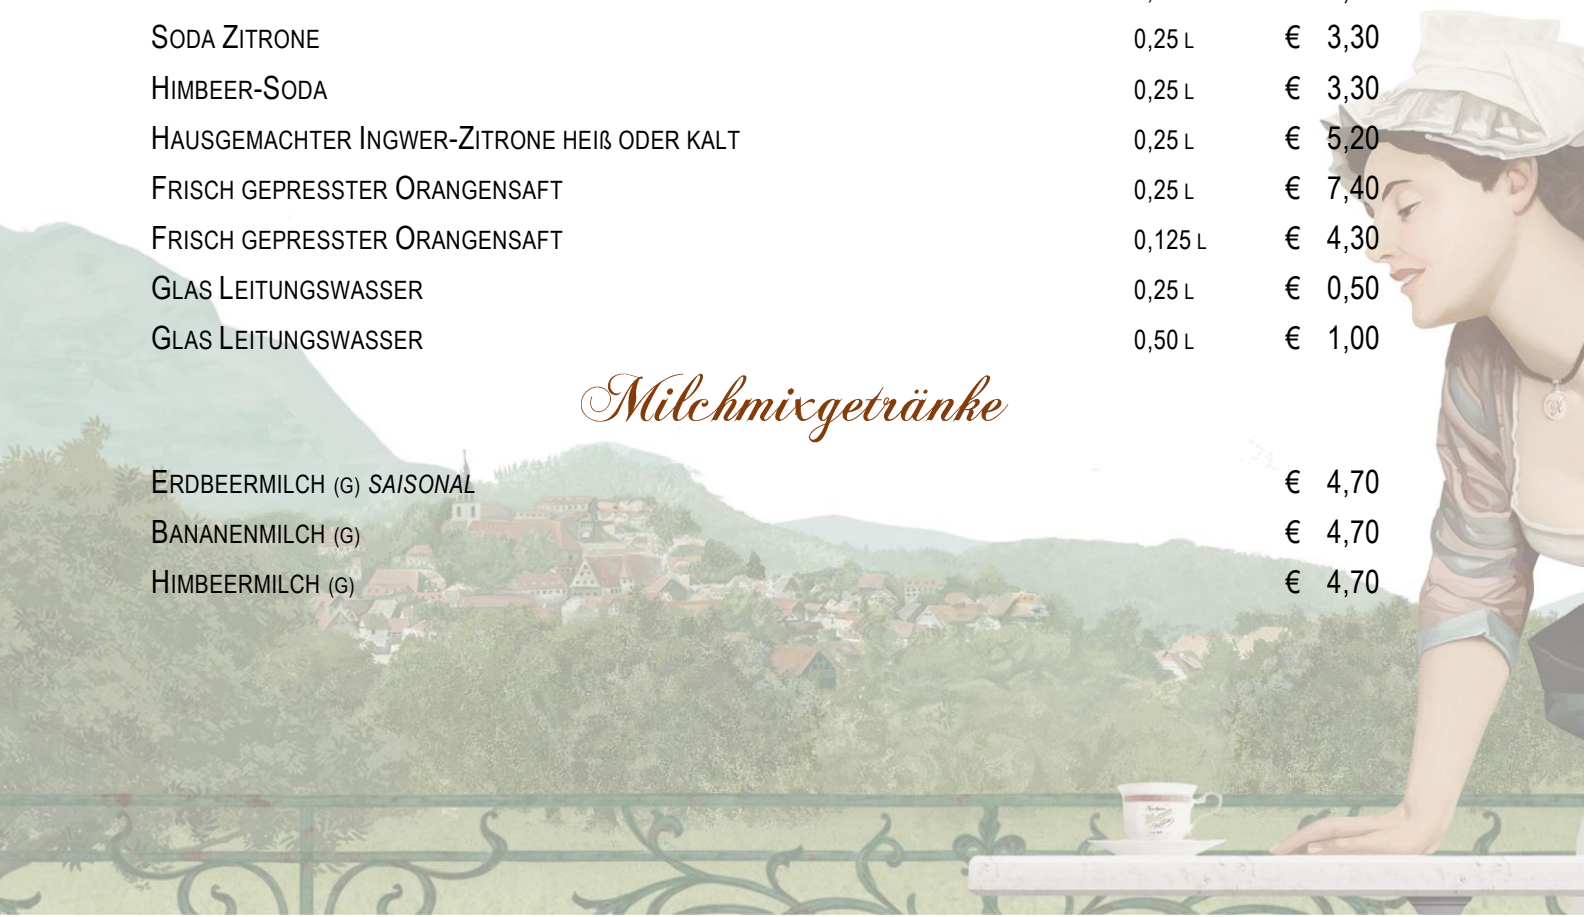 Soda Zitrone 0,25 l € 3,30
Himbeer-Soda 0,25 l € 3,30
Hausgemachter Ingwer-Zitrone heiß oder kalt 0,25 l € 5,20
Frisch gepresster Orangensaft 0,25 l € 7,40
Frisch gepresster Orangensaft 0,125 l € 4,30
Glas Leitungswasser 0,25 l € 0,50
Glas Leitungswasser 0,50 l € 1,00
Milchmixgetränke
Erdbeermilch (G) saisonal € 4,70
Bananenmilch (G) € 4,70
Himbeermilch (G) € 4,70